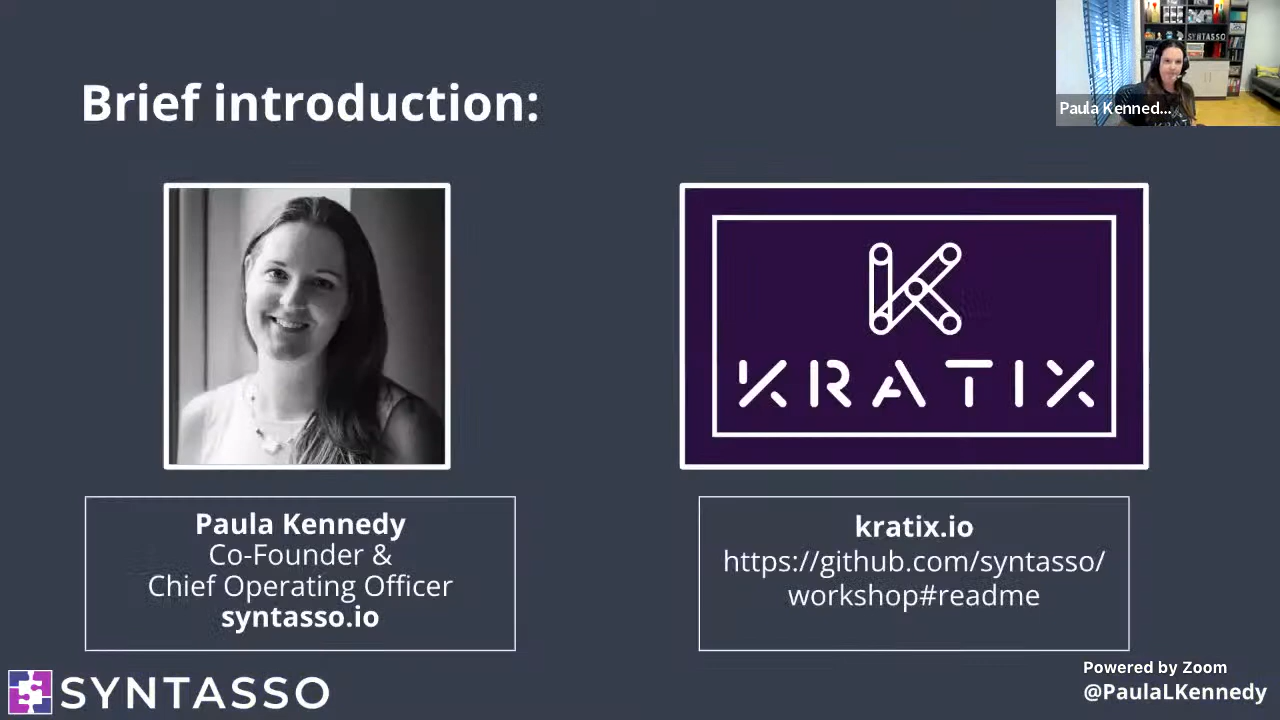 Brief introduction:
SYNTASSO
Paula Kenned...
KRATIX
Paula Kennedy
Co-Founder &
Chief Operating Officer
syntasso.io
kratix.io
https://github.com/syntasso/
workshop#readme
SYNTASSO
Powered by Zoom
@PaulaLKennedy